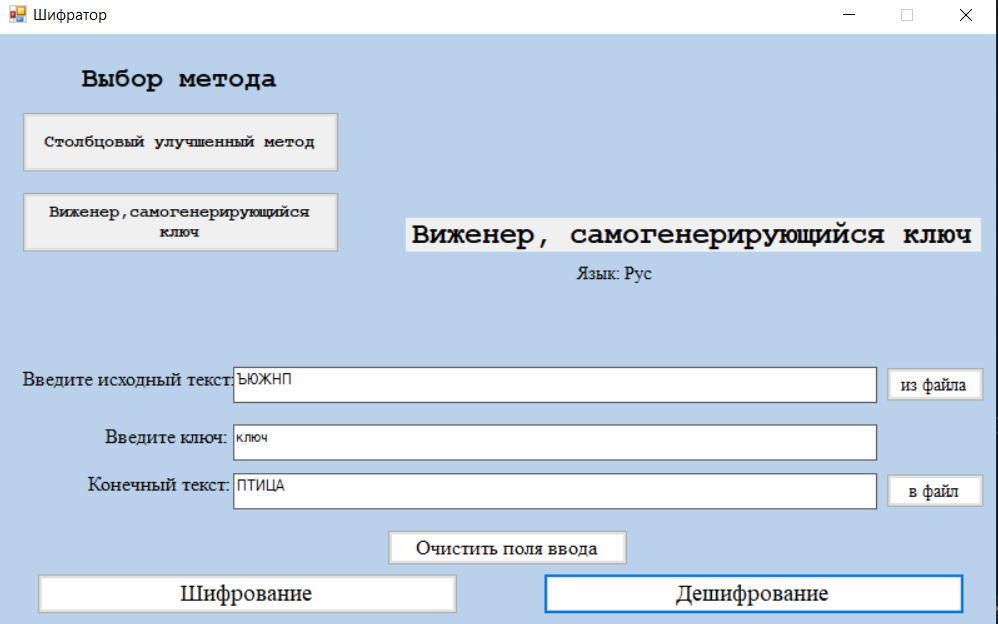 Шифратор
Выбор метода
Столбцовый улучшенный метод
Виженер,самогенерирующийся
ключ
Виженер, самогенерирующийся ключ
Язык: Рус
Введите исходный текст: ЪЮЖНП из файла
Введите ключ: ключ
Конечный текст: ПТИЦА в файл
Очистить поля ввода
Шифрование Дешифрование